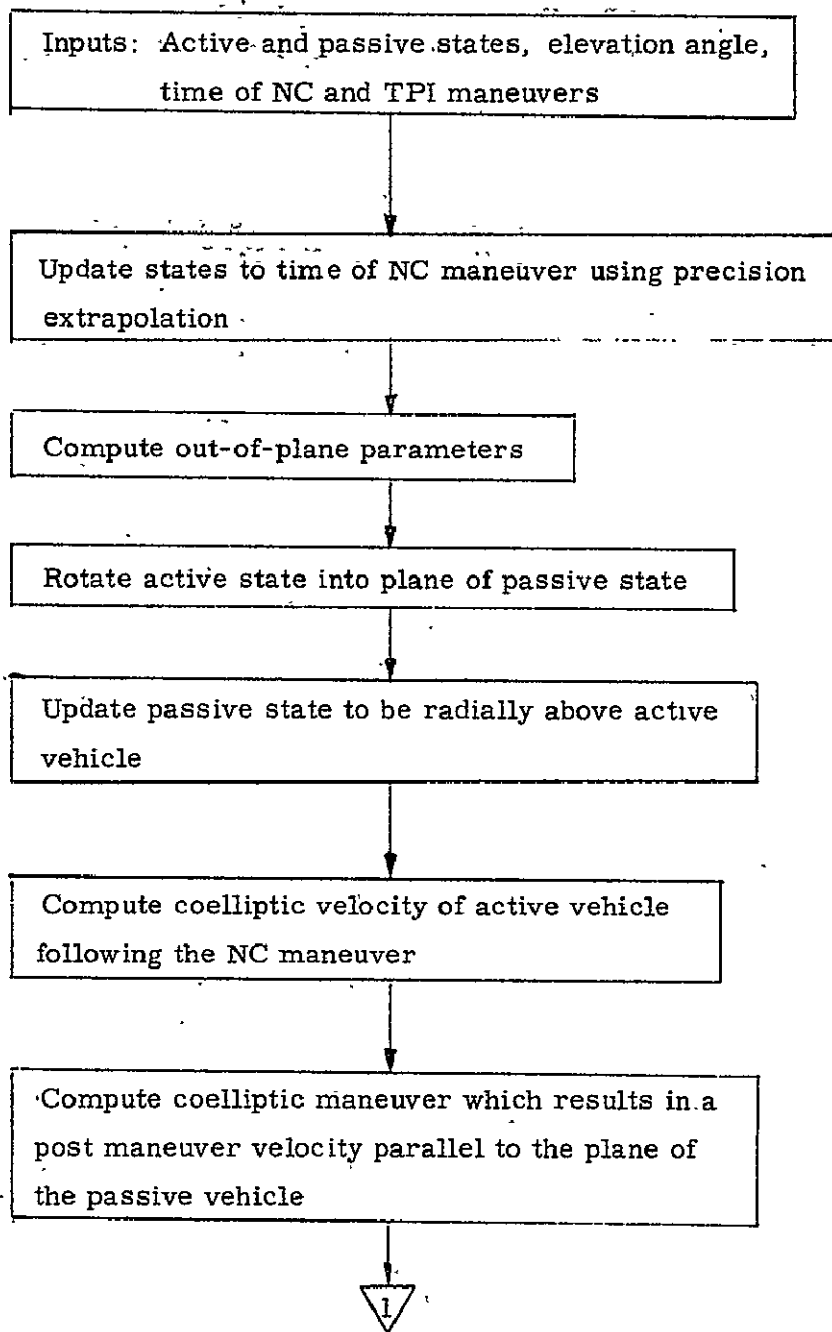 Inputs: Active and passive states, elevation angle,
time of NC and TPI maneuvers
Update states to time of NC maneuver using precision
extrapolation
Compute out-of-plane parameters
Rotate active state into plane of passive state
Update passive state to be radially above active
vehicle
Compute coelliptic velocity of active vehicle
following the NC maneuver
Compute coelliptic maneuver which results in a
post maneuver velocity parallel to the plane of
the passive vehicle
1